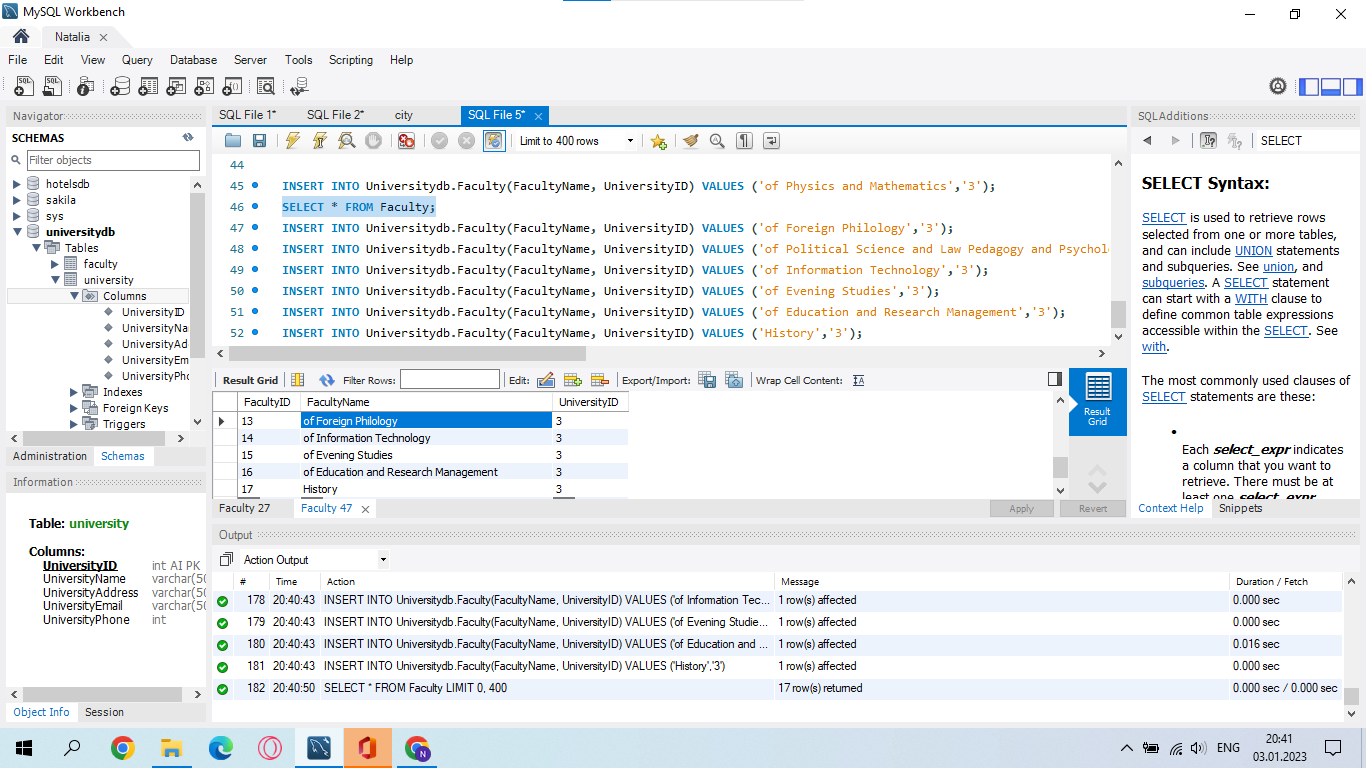 MySQL Workbench
Natalia
File Edit View Query Database Server Tools Scripting Help
Navigator
SCHEMAS
Filter objects
hotelsdb
sakila
sys
universitydb
Tables
faculty
university
Columns
UniversityID
UniversityNa
UniversityAd
UniversityEm
UniversityPho
Indexes
Foreign Keys
Triggers
Administration Schemas
Information
Table: university
Columns:
UniversityID int AI PK
UniversityName varchar(50
UniversityAddress varchar(50
UniversityEmail varchar(50
UniversityPhone int
Object Info Session
SQL File 1* SQL File 2* city SQL File 5*
Limit to 400 rows
44
45 INSERT INTO Universitydb.Faculty(FacultyName, UniversityID) VALUES ('of Physics and Mathematics','3');
46 SELECT * FROM Faculty;
47 INSERT INTO Universitydb.Faculty(FacultyName, UniversityID) VALUES ('of Foreign Philology','3');
48 INSERT INTO Universitydb.Faculty(FacultyName, UniversityID) VALUES ('of Political Science and Law Pedagogy and Psychol
49 INSERT INTO Universitydb.Faculty(FacultyName, UniversityID) VALUES ('of Information Technology','3');
50 INSERT INTO Universitydb.Faculty(FacultyName, UniversityID) VALUES ('of Evening Studies','3');
51 INSERT INTO Universitydb.Faculty(FacultyName, UniversityID) VALUES ('of Education and Research Management','3');
52 INSERT INTO Universitydb.Faculty(FacultyName, UniversityID) VALUES ('History','3');
Result Grid Filter Rows: Edit: Export/Import: Wrap Cell Content:
FacultyID FacultyName UniversityID
13 of Foreign Philology 3
14 of Information Technology 3
15 of Evening Studies 3
16 of Education and Research Management 3
17 History 3
Result
Grid
Faculty 27 Faculty 47 Apply Revert
Output
Action Output
# Time Action Message Duration / Fetch
178 20:40:43 INSERT INTO Universitydb.Faculty(FacultyName, UniversityID) VALUES ('of Information Tec... 1 row(s) affected 0.000 sec
179 20:40:43 INSERT INTO Universitydb.Faculty(FacultyName, UniversityID) VALUES ('of Evening Studie... 1 row(s) affected 0.000 sec
180 20:40:43 INSERT INTO Universitydb.Faculty(FacultyName, UniversityID) VALUES ('of Education and ... 1 row(s) affected 0.016 sec
181 20:40:43 INSERT INTO Universitydb.Faculty(FacultyName, UniversityID) VALUES ('History','3') 1 row(s) affected 0.000 sec
182 20:40:50 SELECT * FROM Faculty LIMIT 0, 400 17 row(s) returned 0.000 sec / 0.000 sec
SQLAdditions
SELECT
SELECT Syntax:
SELECT is used to retrieve rows
selected from one or more tables,
and can include UNION statements
and subqueries. See union, and
subqueries. A SELECT statement
can start with a WITH clause to
define common table expressions
accessible within the SELECT. See
with.
The most commonly used clauses of
SELECT statements are these:
• 
Each select_expr indicates
a column that you want to
retrieve. There must be at
least one select_expr
Context Help Snippets
ENG
20:41
03.01.2023